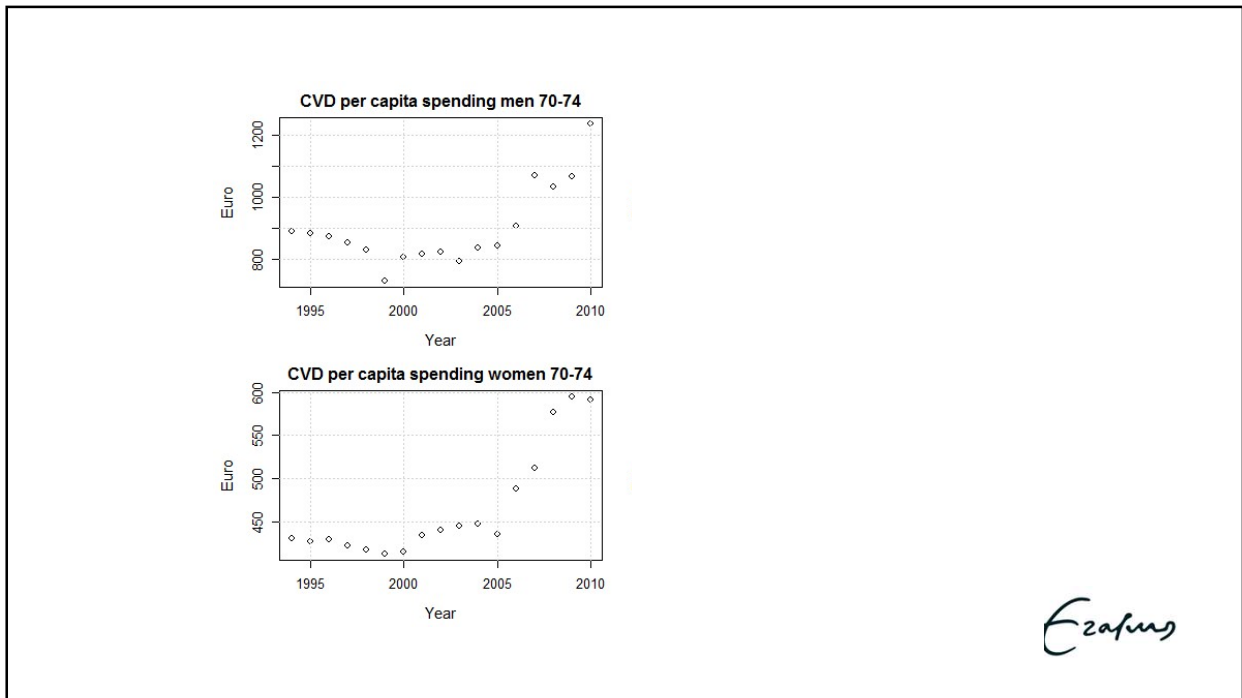 CVD per capita spending men 70-74
1200
1000
800
Euro
1995 2000 2005 2010
Year
CVD per capita spending women 70-74
600
550
500
450
Euro
1995 2000 2005 2010
Year
Erasmus